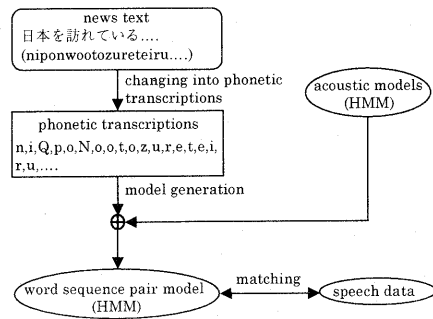 news text
日本を訪れている....
(niponwootozureteiru....)
changing into phonetic
transcriptions
acoustic models
(HMM)
phonetic transcriptions
n,i,Q,p,o,N,o,o,t,o,z,u,r,e,t,e,i,
r,u,....
model generation
word sequence pair model
(HMM)
matching
speech data